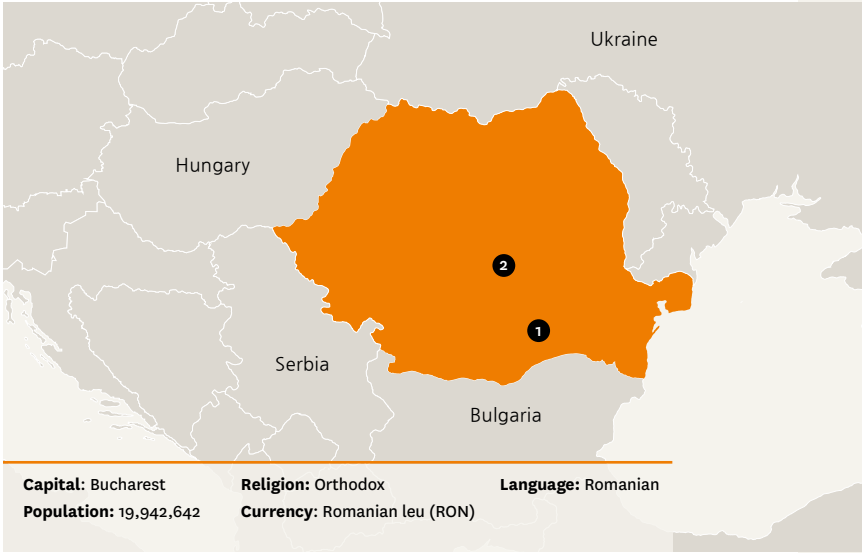 Ukraine
Hungary
2
1
Serbia
Bulgaria
Capital: Bucharest
Religion: Orthodox
Language: Romanian
Population: 19,942,642
Currency: Romanian leu (RON)